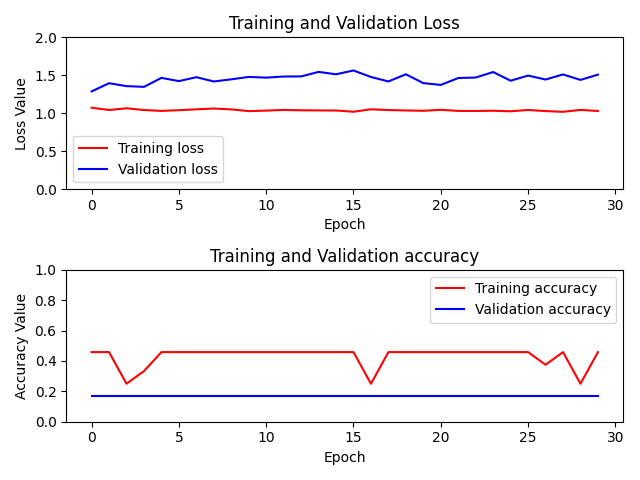 Training and Validation Loss
2.0
1.5
1.0
0.5
0.0
Loss Value
Training loss
Validation loss
0 5 10 15 20 25 30
Epoch
Training and Validation accuracy
1.0
0.8
0.6
0.4
0.2
0.0
Accuracy Value
Training accuracy
Validation accuracy
0 5 10 15 20 25 30
Epoch